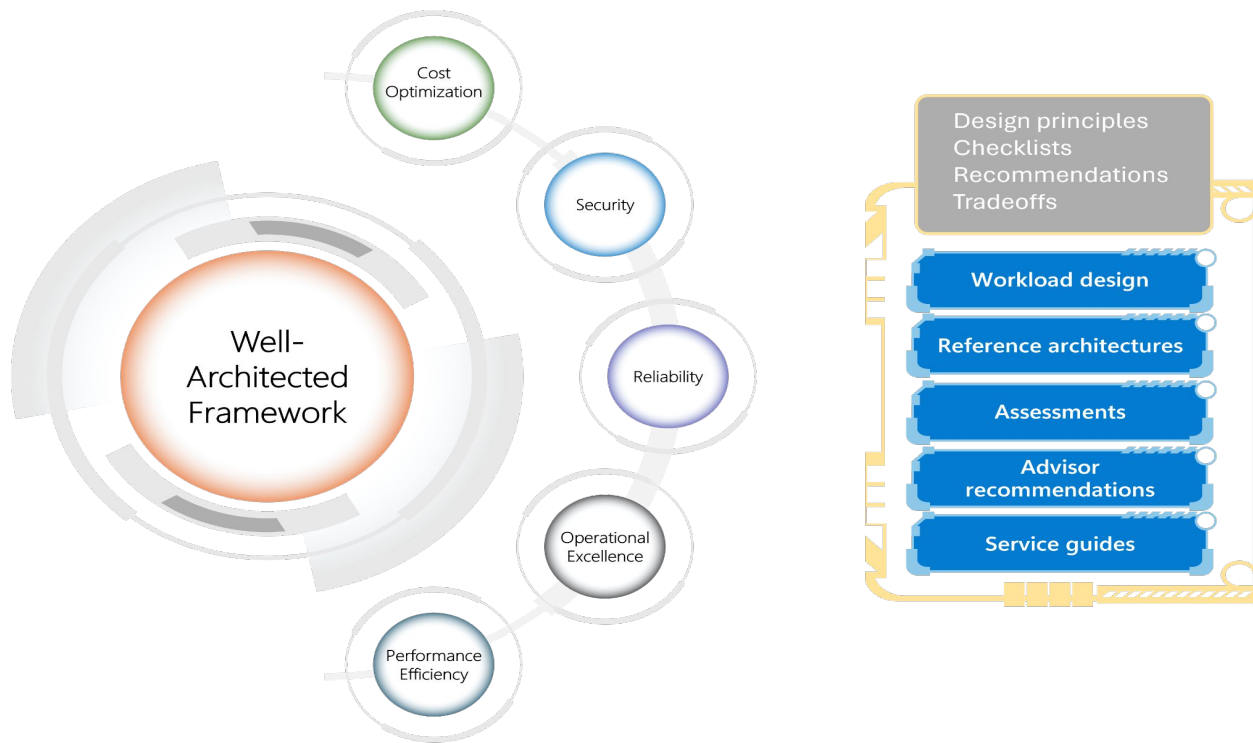 Cost
Optimization
Security
Well-
Architected
Framework
Reliability
Operational
Excellence
Performance
Efficiency
Design principles
Checklists
Recommendations
Tradeoffs
Workload design
Reference architectures
Assessments
Advisor
recommendations
Service guides